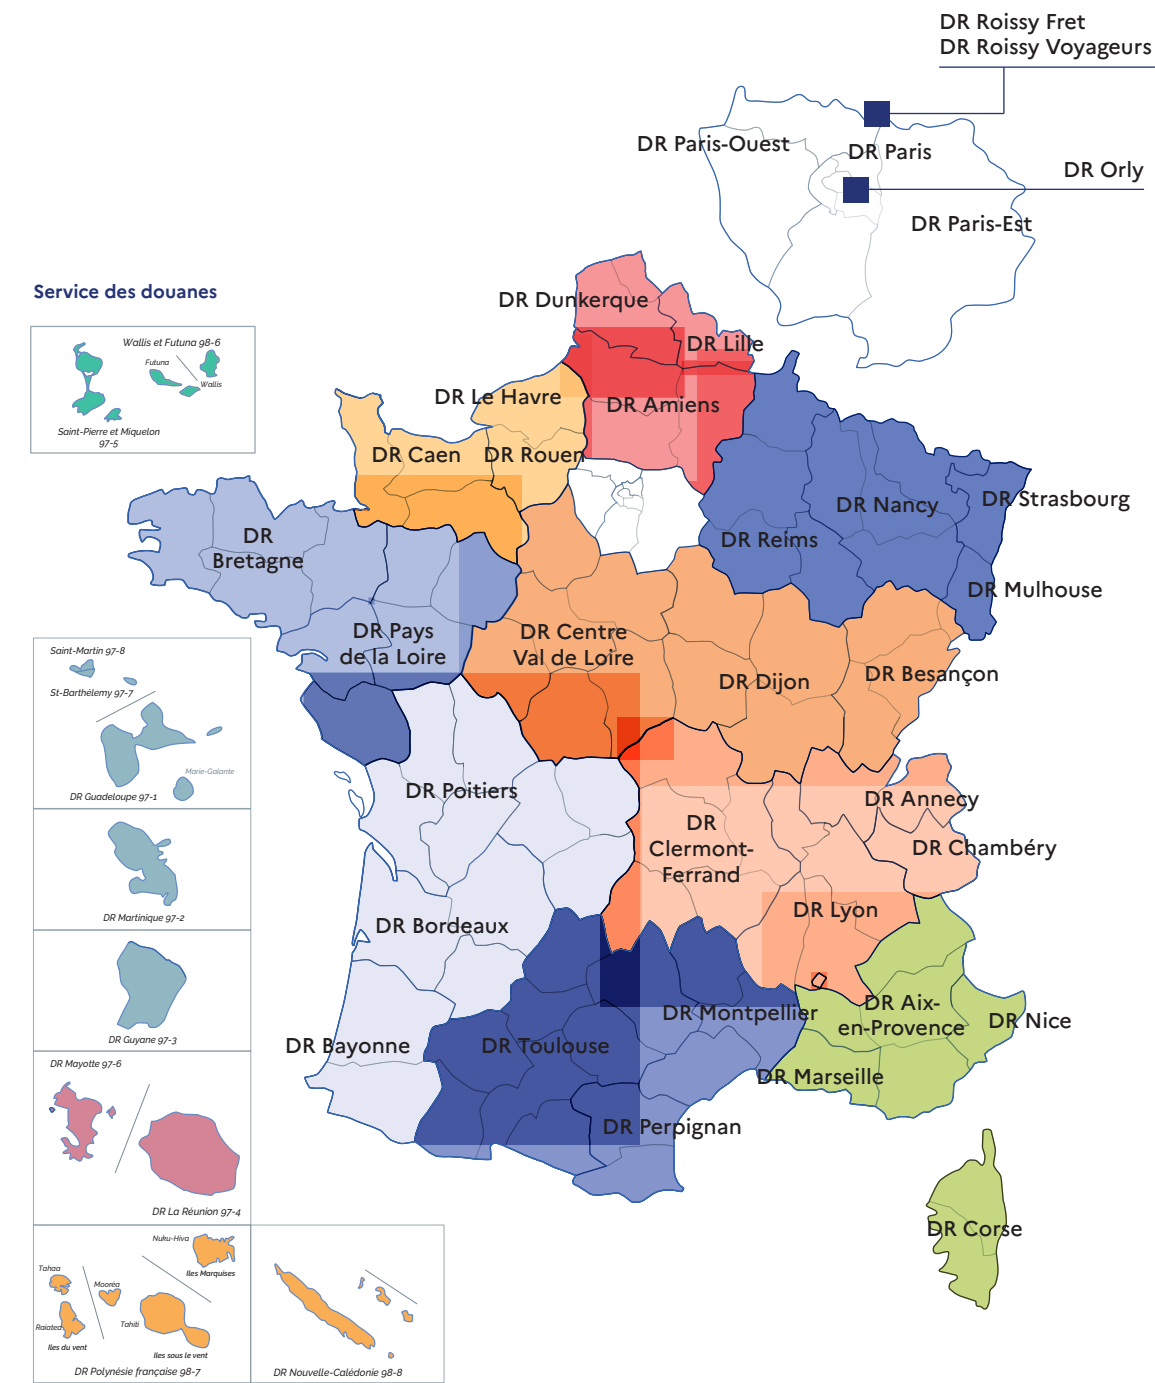 DR Roissy Fret
DR Roissy Voyageurs
DR Paris-Ouest
DR Paris
DR Orly
DR Paris-Est
Service des douanes
Wallis et Futuna 98-6
Futuna
Wallis
Saint-Pierre et Miquelon
97-5
DR Dunkerque
DR Lille
DR Le Havre
DR Amiens
DR Caen
DR Rouen
DR Nancy
DR Strasbourg
DR
Bretagne
DR Reims
DR Mulhouse
DR Pays
de la Loire
DR Centre
Val de Loire
DR Dijon
DR Besançon
DR Poitiers
DR Annecy
DR
Clermont-
Ferrand
DR Chambéry
DR Lyon
DR Bordeaux
DR Montpellier
DR Aix-
en-Provence
DR Nice
DR Bayonne
DR Toulouse
DR Marseille
DR Perpignan
DR Corse
Saint-Martin 97-8
St-Barthélemy 97-7
Marie-Galante
DR Guadeloupe 97-1
DR Martinique 97-2
DR Guyane 97-3
DR Mayotte 97-6
DR La Réunion 97-4
Nuku-Hiva
Iles Marquises
Tahaa
Mooréa
Raiatea
Tahiti
Iles du vent
Iles sous le vent
DR Polynésie française 98-7
DR Nouvelle-Calédonie 98-8